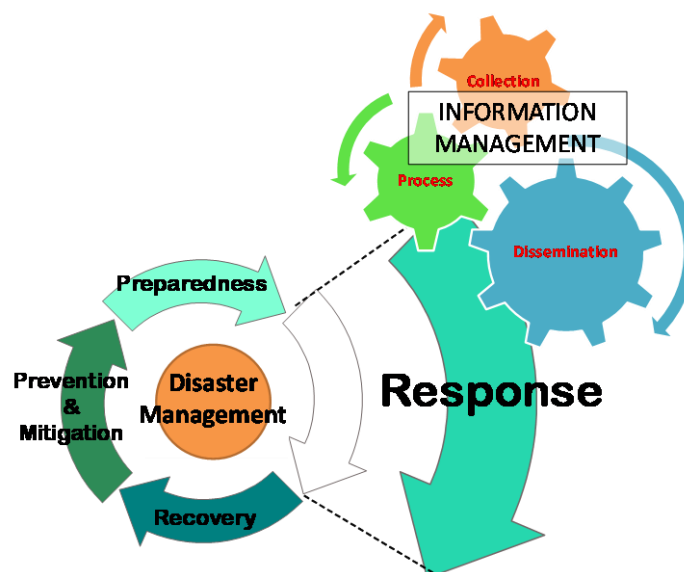 Collection
INFORMATION
MANAGEMENT
Process
Dissemination
Preparedness
Prevention
&
Mitigation
Disaster
Management
Response
Recovery